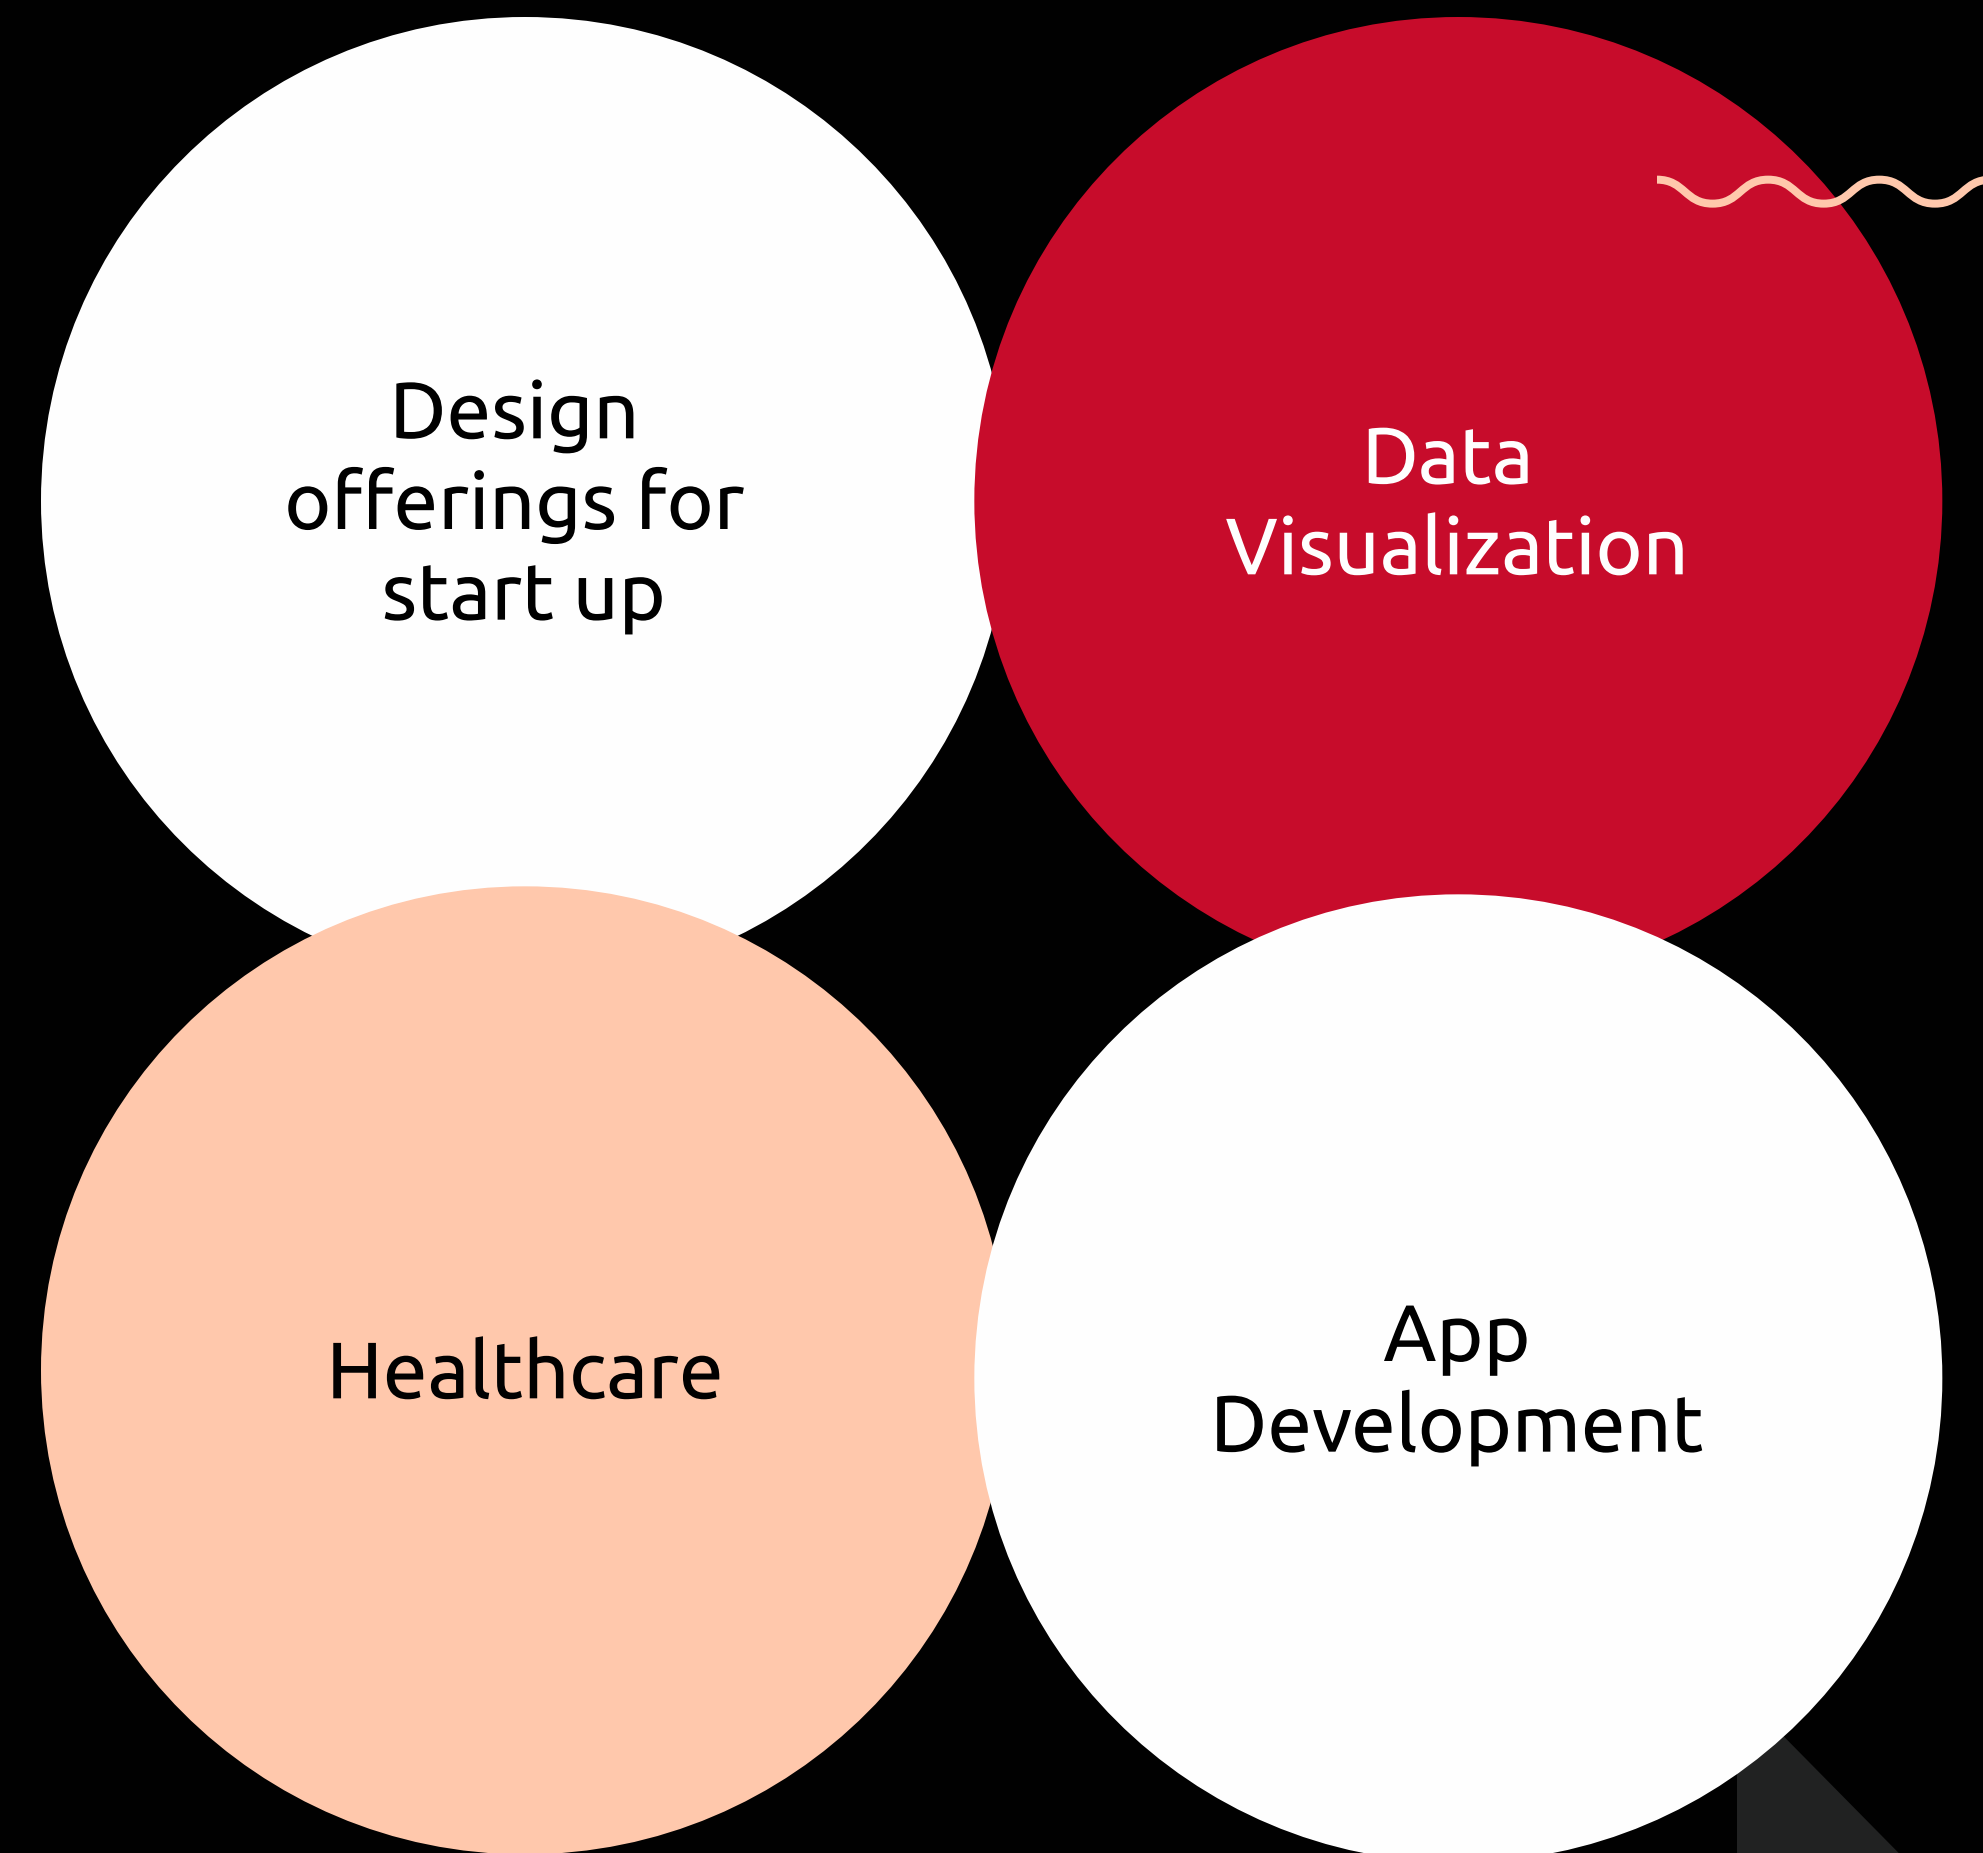 Design
offerings for
start up
Data
Visualization
Healthcare
App
Development